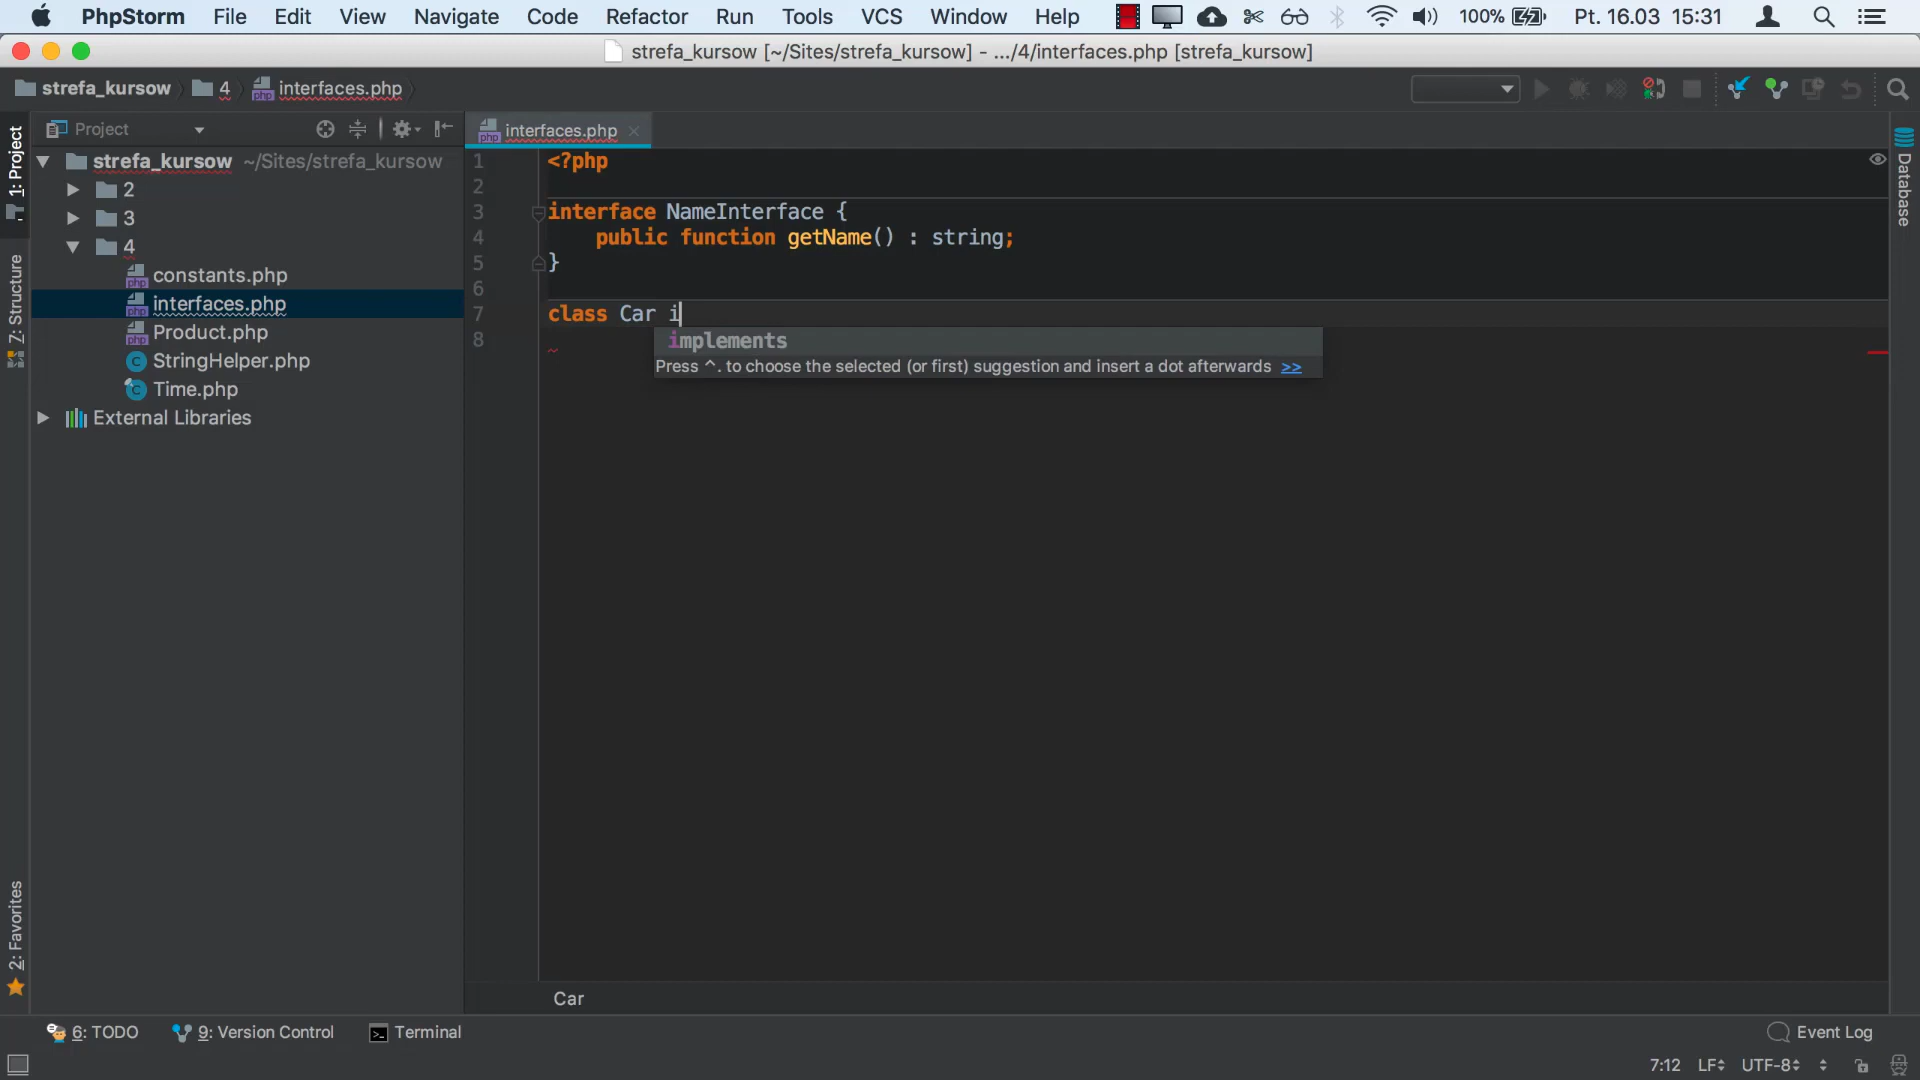 PhpStorm File Edit View Navigate Code Refactor Run Tools VCS Window Help 100% Pt. 16.03 15:31
strefa_kursow [~/Sites/strefa_kursow] - .../4/interfaces.php [strefa_kursow]
strefa_kursow 4 interfaces.php
Project
interfaces.php
1: Project
7: Structure
2: Favorites
strefa_kursow ~/Sites/strefa_kursow
2
3
4
constants.php
interfaces.php
Product.php
StringHelper.php
Time.php
External Libraries
1 <?php
2
3 interface NameInterface {
4 public function getName() : string;
5 }
6
7 class Car i
8
implements
Press ^. to choose the selected (or first) suggestion and insert a dot afterwards >>
Database
Car
6: TODO 9: Version Control Terminal Event Log
7:12 LF UTF-8